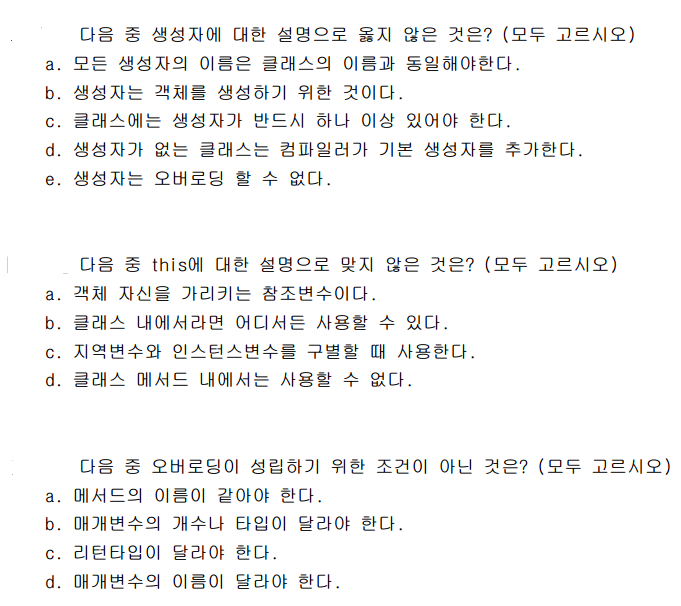 다음 중 생성자에 대한 설명으로 옳지 않은 것은? (모두 고르시오)
a. 모든 생성자의 이름은 클래스의 이름과 동일해야한다.
b. 생성자는 객체를 생성하기 위한 것이다.
c. 클래스에는 생성자가 반드시 하나 이상 있어야 한다.
d. 생성자가 없는 클래스는 컴파일러가 기본 생성자를 추가한다.
e. 생성자는 오버로딩 할 수 없다.
다음 중 this에 대한 설명으로 맞지 않은 것은? (모두 고르시오)
a. 객체 자신을 가리키는 참조변수이다.
b. 클래스 내에서라면 어디서든 사용할 수 있다.
c. 지역변수와 인스턴스변수를 구별할 때 사용한다.
d. 클래스 메서드 내에서는 사용할 수 없다.
다음 중 오버로딩이 성립하기 위한 조건이 아닌 것은? (모두 고르시오)
a. 메서드의 이름이 같아야 한다.
b. 매개변수의 개수나 타입이 달라야 한다.
c. 리턴타입이 달라야 한다.
d. 매개변수의 이름이 달라야 한다.